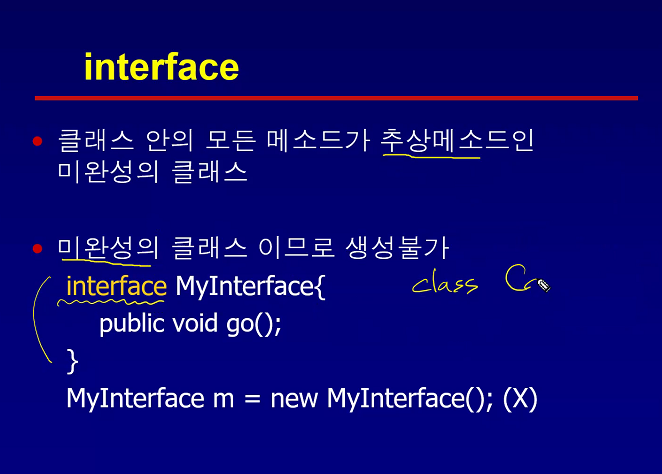 interface
클래스 안의 모든 메소드가 추상메소드인
미완성의 클래스
미완성의 클래스 이므로 생성불가
interface MyInterface{
public void go();
}
MyInterface m = new MyInterface(); (X)
class